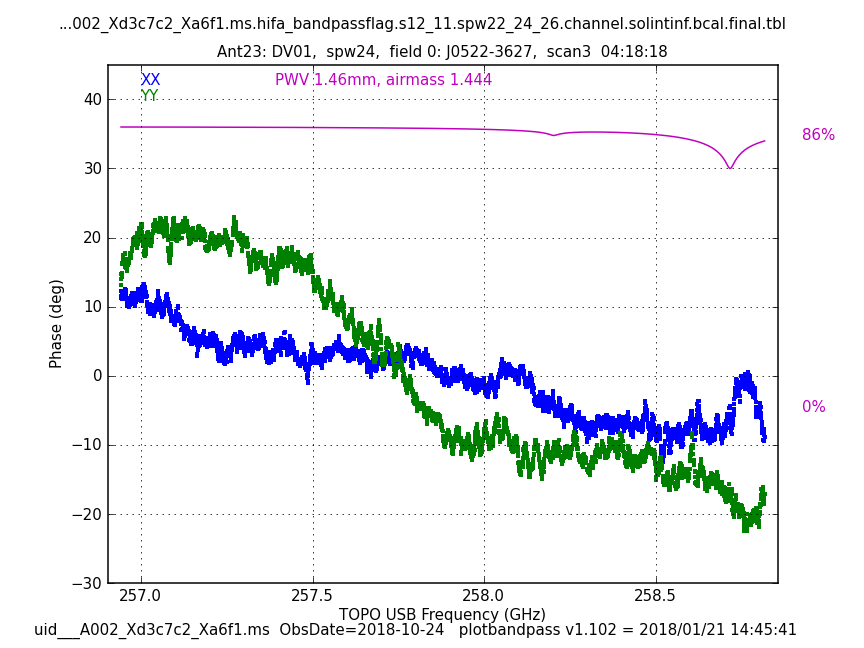 ...002_Xd3c7c2_Xa6f1.ms.hifa_bandpassflag.s12_11.spw22_24_26.channel.solintinf.bcal.final.tbl
Ant23: DV01,  spw24,  field 0: J0522-3627,  scan3  04:18:18
XX
PWV 1.46mm, airmass 1.444
YY
40
86%
30
20
10
Phase (deg)
0
0%
−10
−20
−30
257.0 257.5 258.0 258.5
TOPO USB Frequency (GHz)
uid___A002_Xd3c7c2_Xa6f1.ms  ObsDate=2018-10-24   plotbandpass v1.102 = 2018/01/21 14:45:41